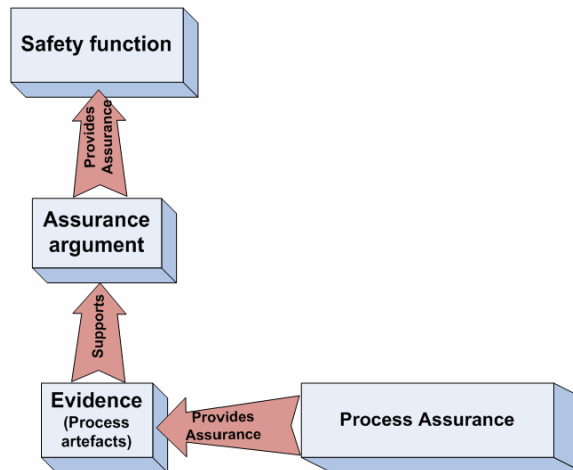 Safety function
Provides
Assurance
Assurance
argument
Supports
Evidence
(Process
artefacts)
Provides
Assurance
Process Assurance